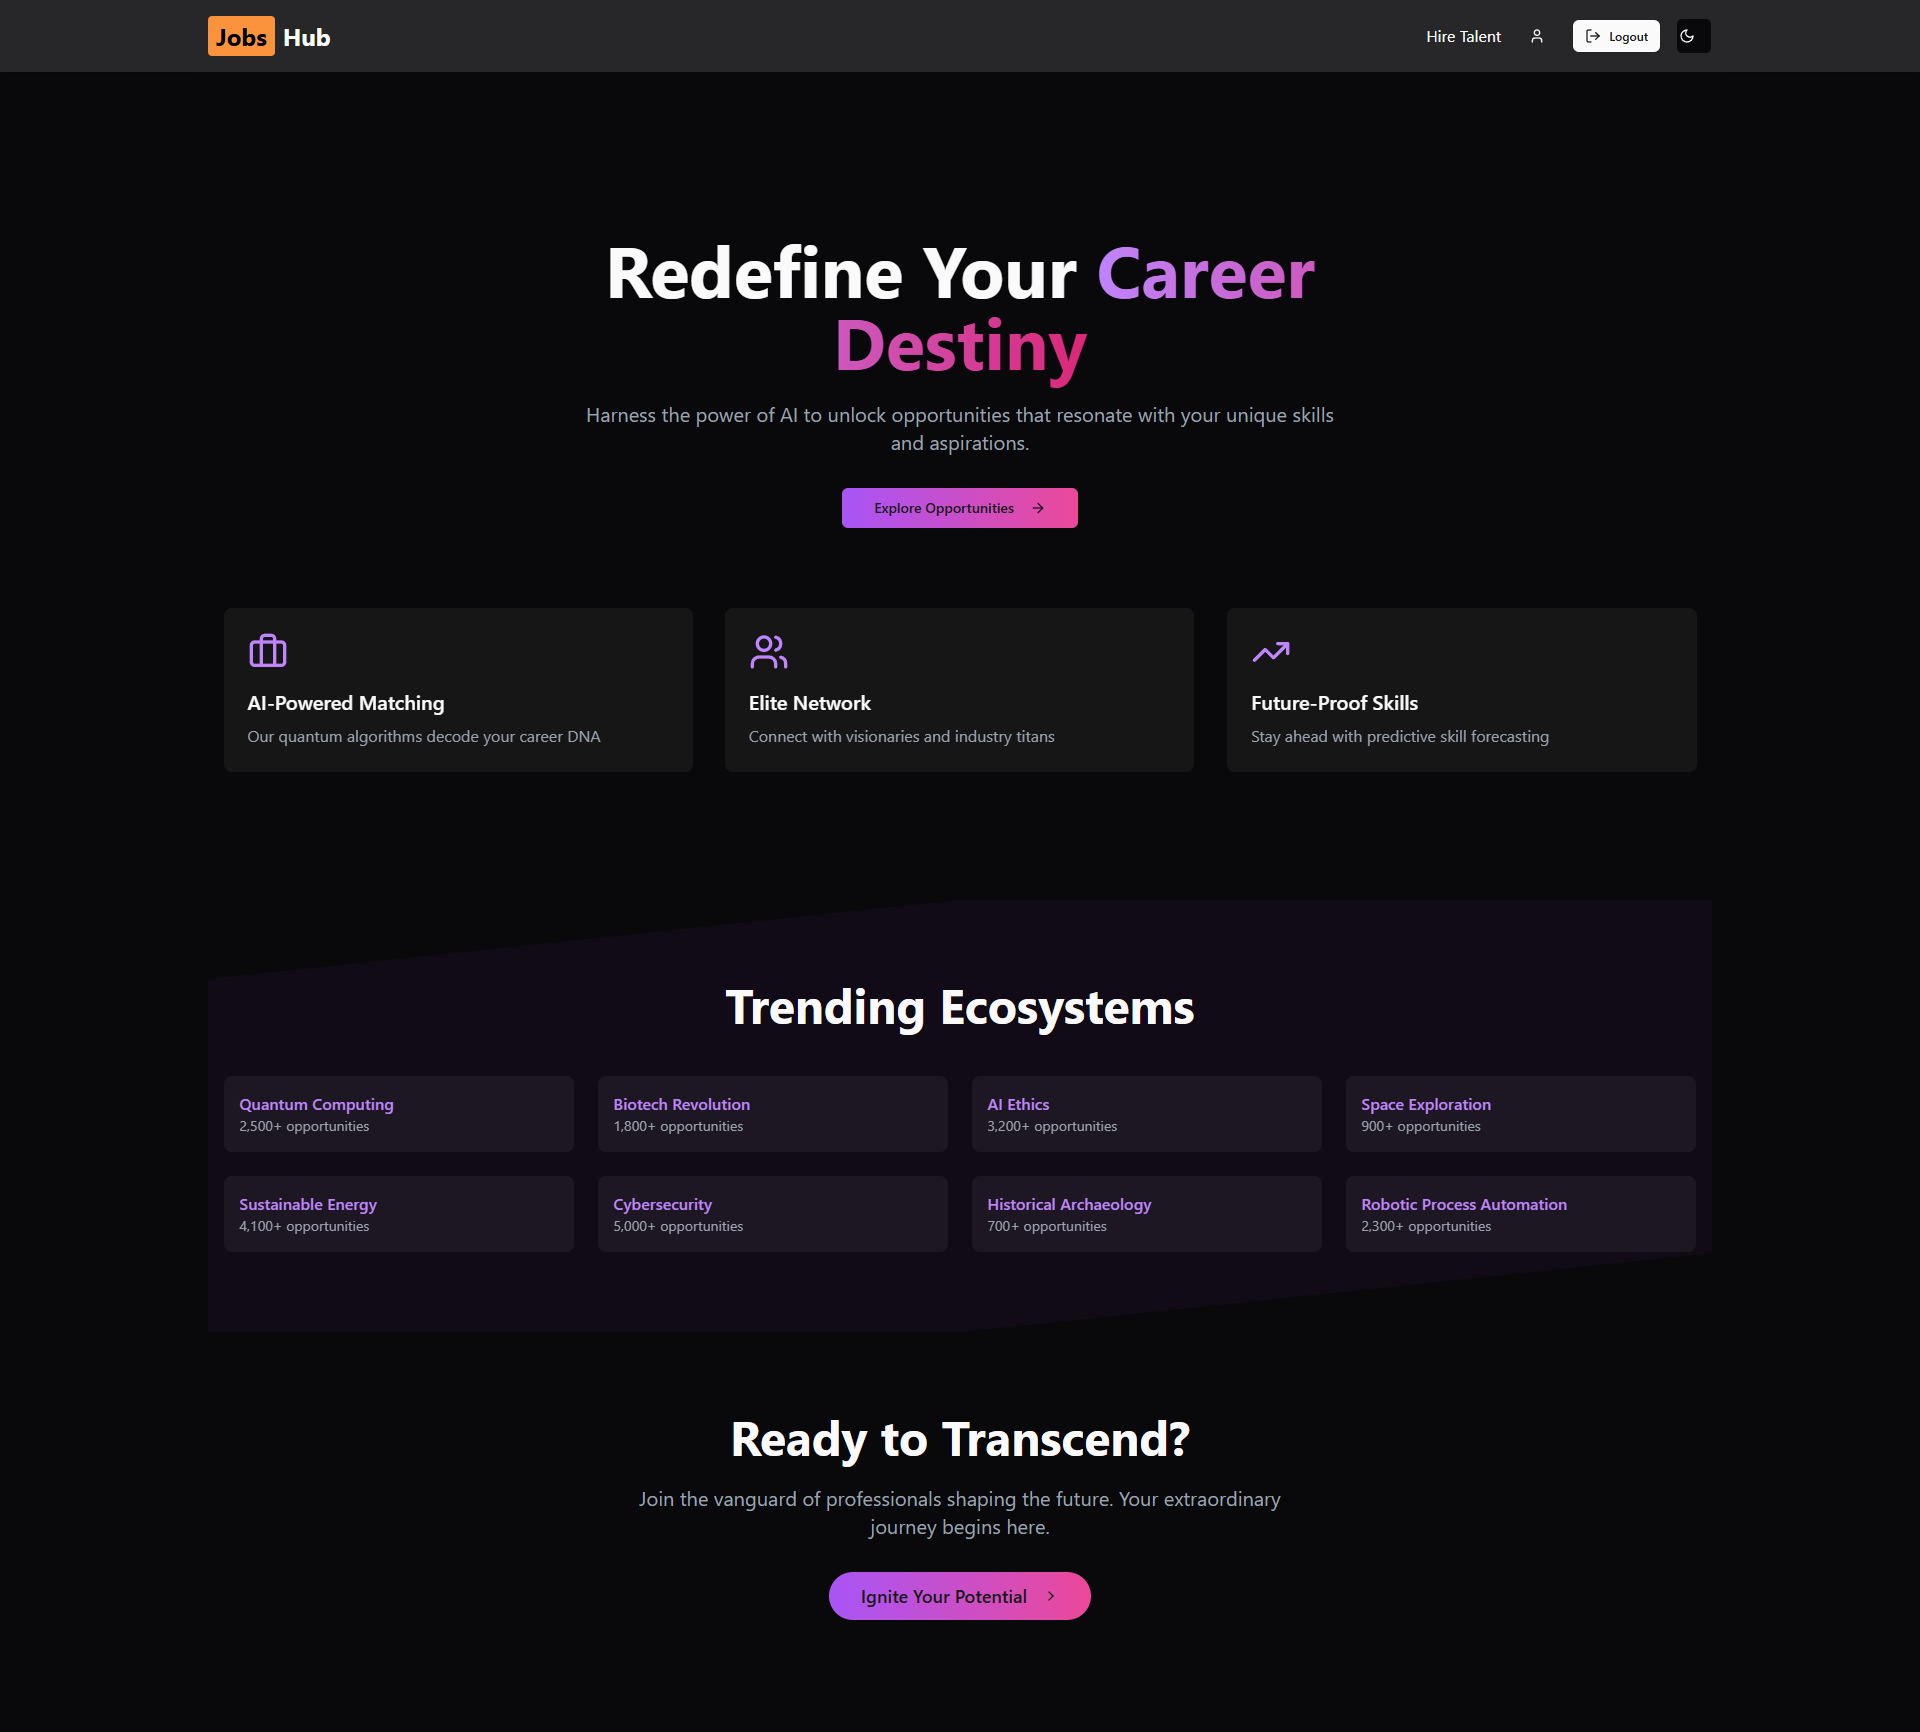 Jobs Hub
Hire Talent
Logout
Redefine Your Career
Destiny
Harness the power of AI to unlock opportunities that resonate with your unique skills
and aspirations.
Explore Opportunities
AI-Powered Matching
Our quantum algorithms decode your career DNA
Elite Network
Connect with visionaries and industry titans
Future-Proof Skills
Stay ahead with predictive skill forecasting
Trending Ecosystems
Quantum Computing
2,500+ opportunities
Biotech Revolution
1,800+ opportunities
AI Ethics
3,200+ opportunities
Space Exploration
900+ opportunities
Sustainable Energy
4,100+ opportunities
Cybersecurity
5,000+ opportunities
Historical Archaeology
700+ opportunities
Robotic Process Automation
2,300+ opportunities
Ready to Transcend?
Join the vanguard of professionals shaping the future. Your extraordinary
journey begins here.
Ignite Your Potential